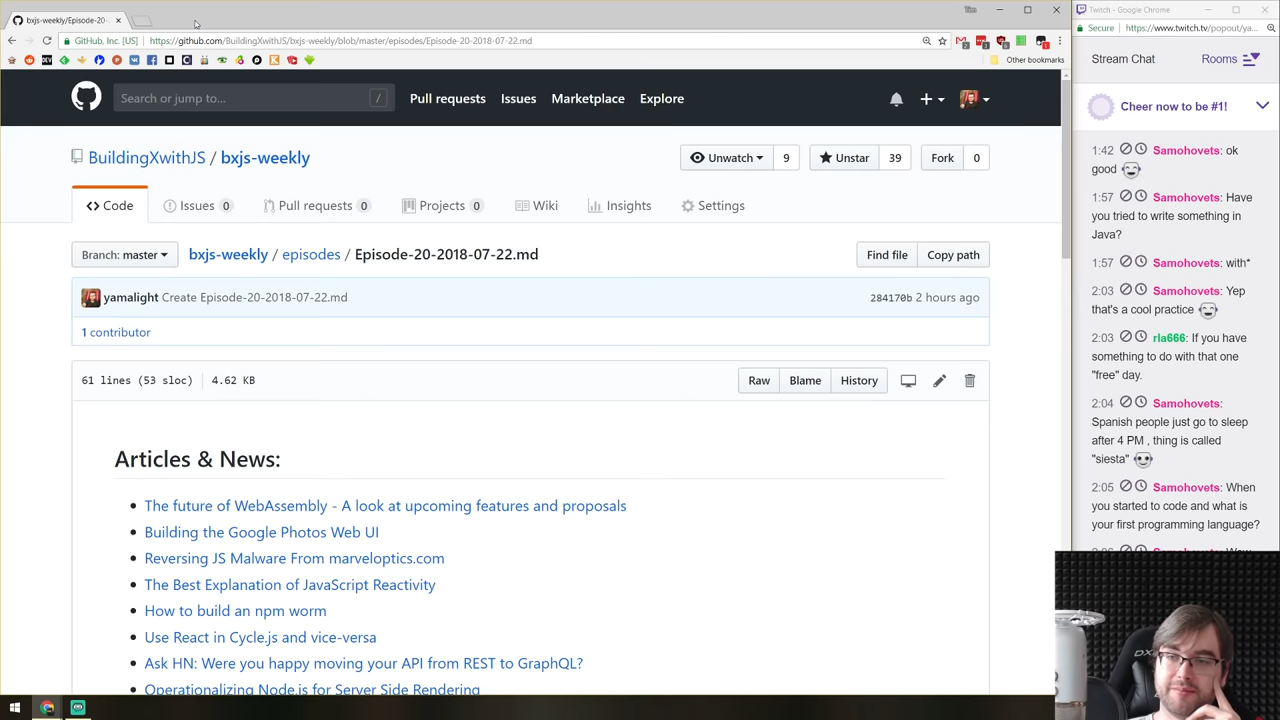 bxjs-weekly/Episode-20-
Tim
GitHub, Inc. [US]
https://github.com/BuildingXwithJS/bxjs-weekly/blob/master/episodes/Episode-20-2018-07-22.md
Other bookmarks
Search or jump to...
/
Pull requests
Issues
Marketplace
Explore
BuildingXwithJS / bxjs-weekly
Unwatch
9
Unstar
39
Fork
0
Code
Issues 0
Pull requests 0
Projects 0
Wiki
Insights
Settings
Branch: master
bxjs-weekly / episodes / Episode-20-2018-07-22.md
Find file
Copy path
yamalight Create Episode-20-2018-07-22.md
284170b 2 hours ago
1 contributor
61 lines (53 sloc)
4.62 KB
Raw
Blame
History
Articles & News:
The future of WebAssembly - A look at upcoming features and proposals
Building the Google Photos Web UI
Reversing JS Malware From marveloptics.com
The Best Explanation of JavaScript Reactivity
How to build an npm worm
Use React in Cycle.js and vice-versa
Ask HN: Were you happy moving your API from REST to GraphQL?
Operationalizing Node.js for Server Side Rendering
Twitch - Google Chrome
Secure
https://www.twitch.tv/popout/ya...
Stream Chat
Rooms
Cheer now to be #1!
1:42 Samohovets: ok
good
1:57 Samohovets: Have
you tried to write something in
Java?
1:57 Samohovets: with*
2:03 Samohovets: Yep
that's a cool practice
2:03 rla666: If you have
something to do with that one
"free" day.
2:04 Samohovets:
Spanish people just go to sleep
after 4 PM , thing is called
"siesta"
2:05 Samohovets: When
you started to code and what is
your first programming language?